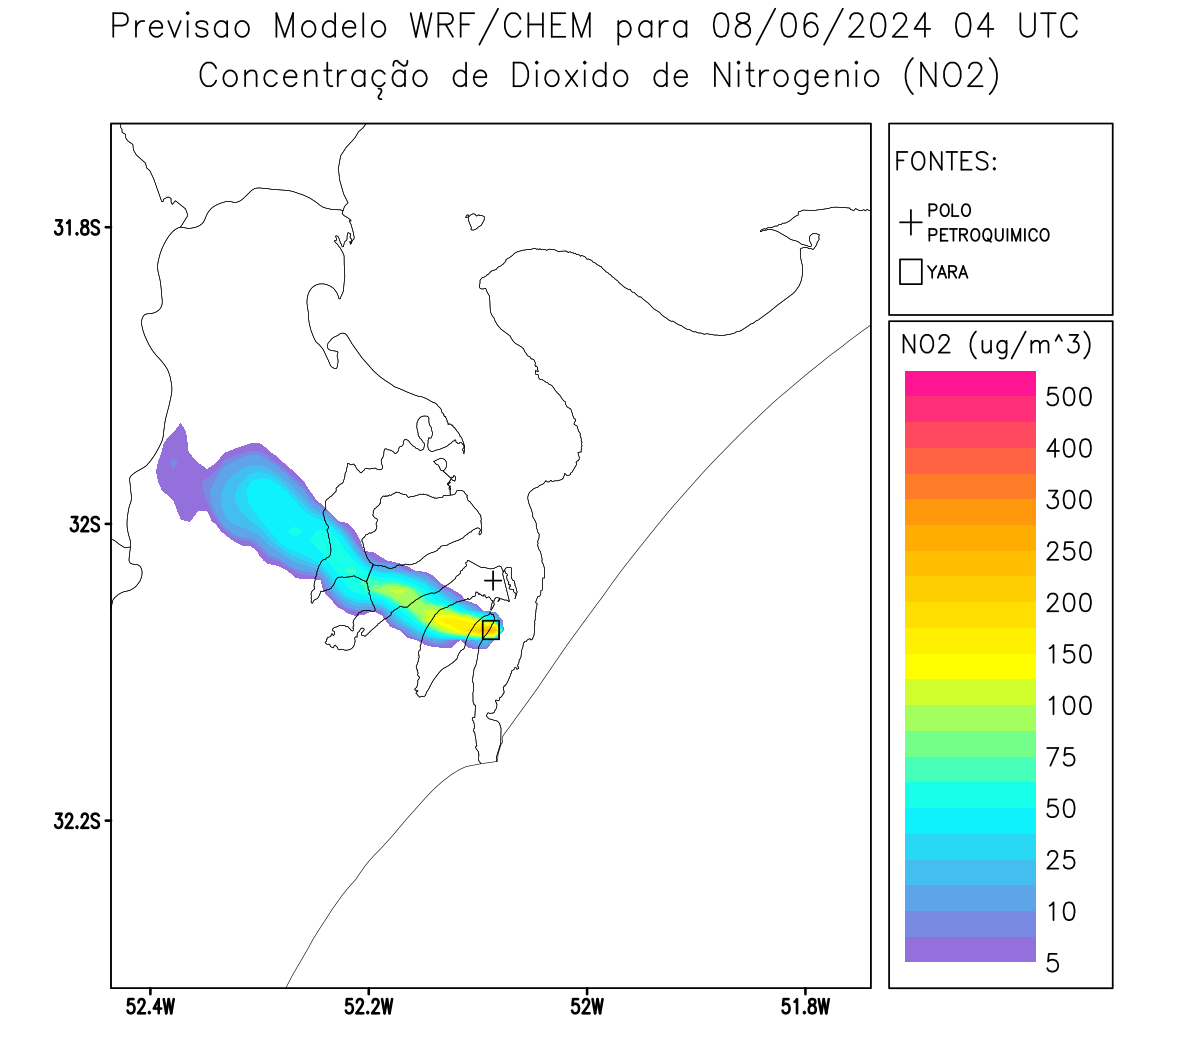 Previsao Modelo WRF/CHEM para 08/06/2024 04 UTC
Concentração de Dioxido de Nitrogenio (NO2)
FONTES:
POLO
PETROQUIMICO
YARA
NO2 (ug/m^3)
500
400
300
250
200
150
100
75
50
25
10
5
31.8S
32S
32.2S
52.4W
52.2W
52W
51.8W